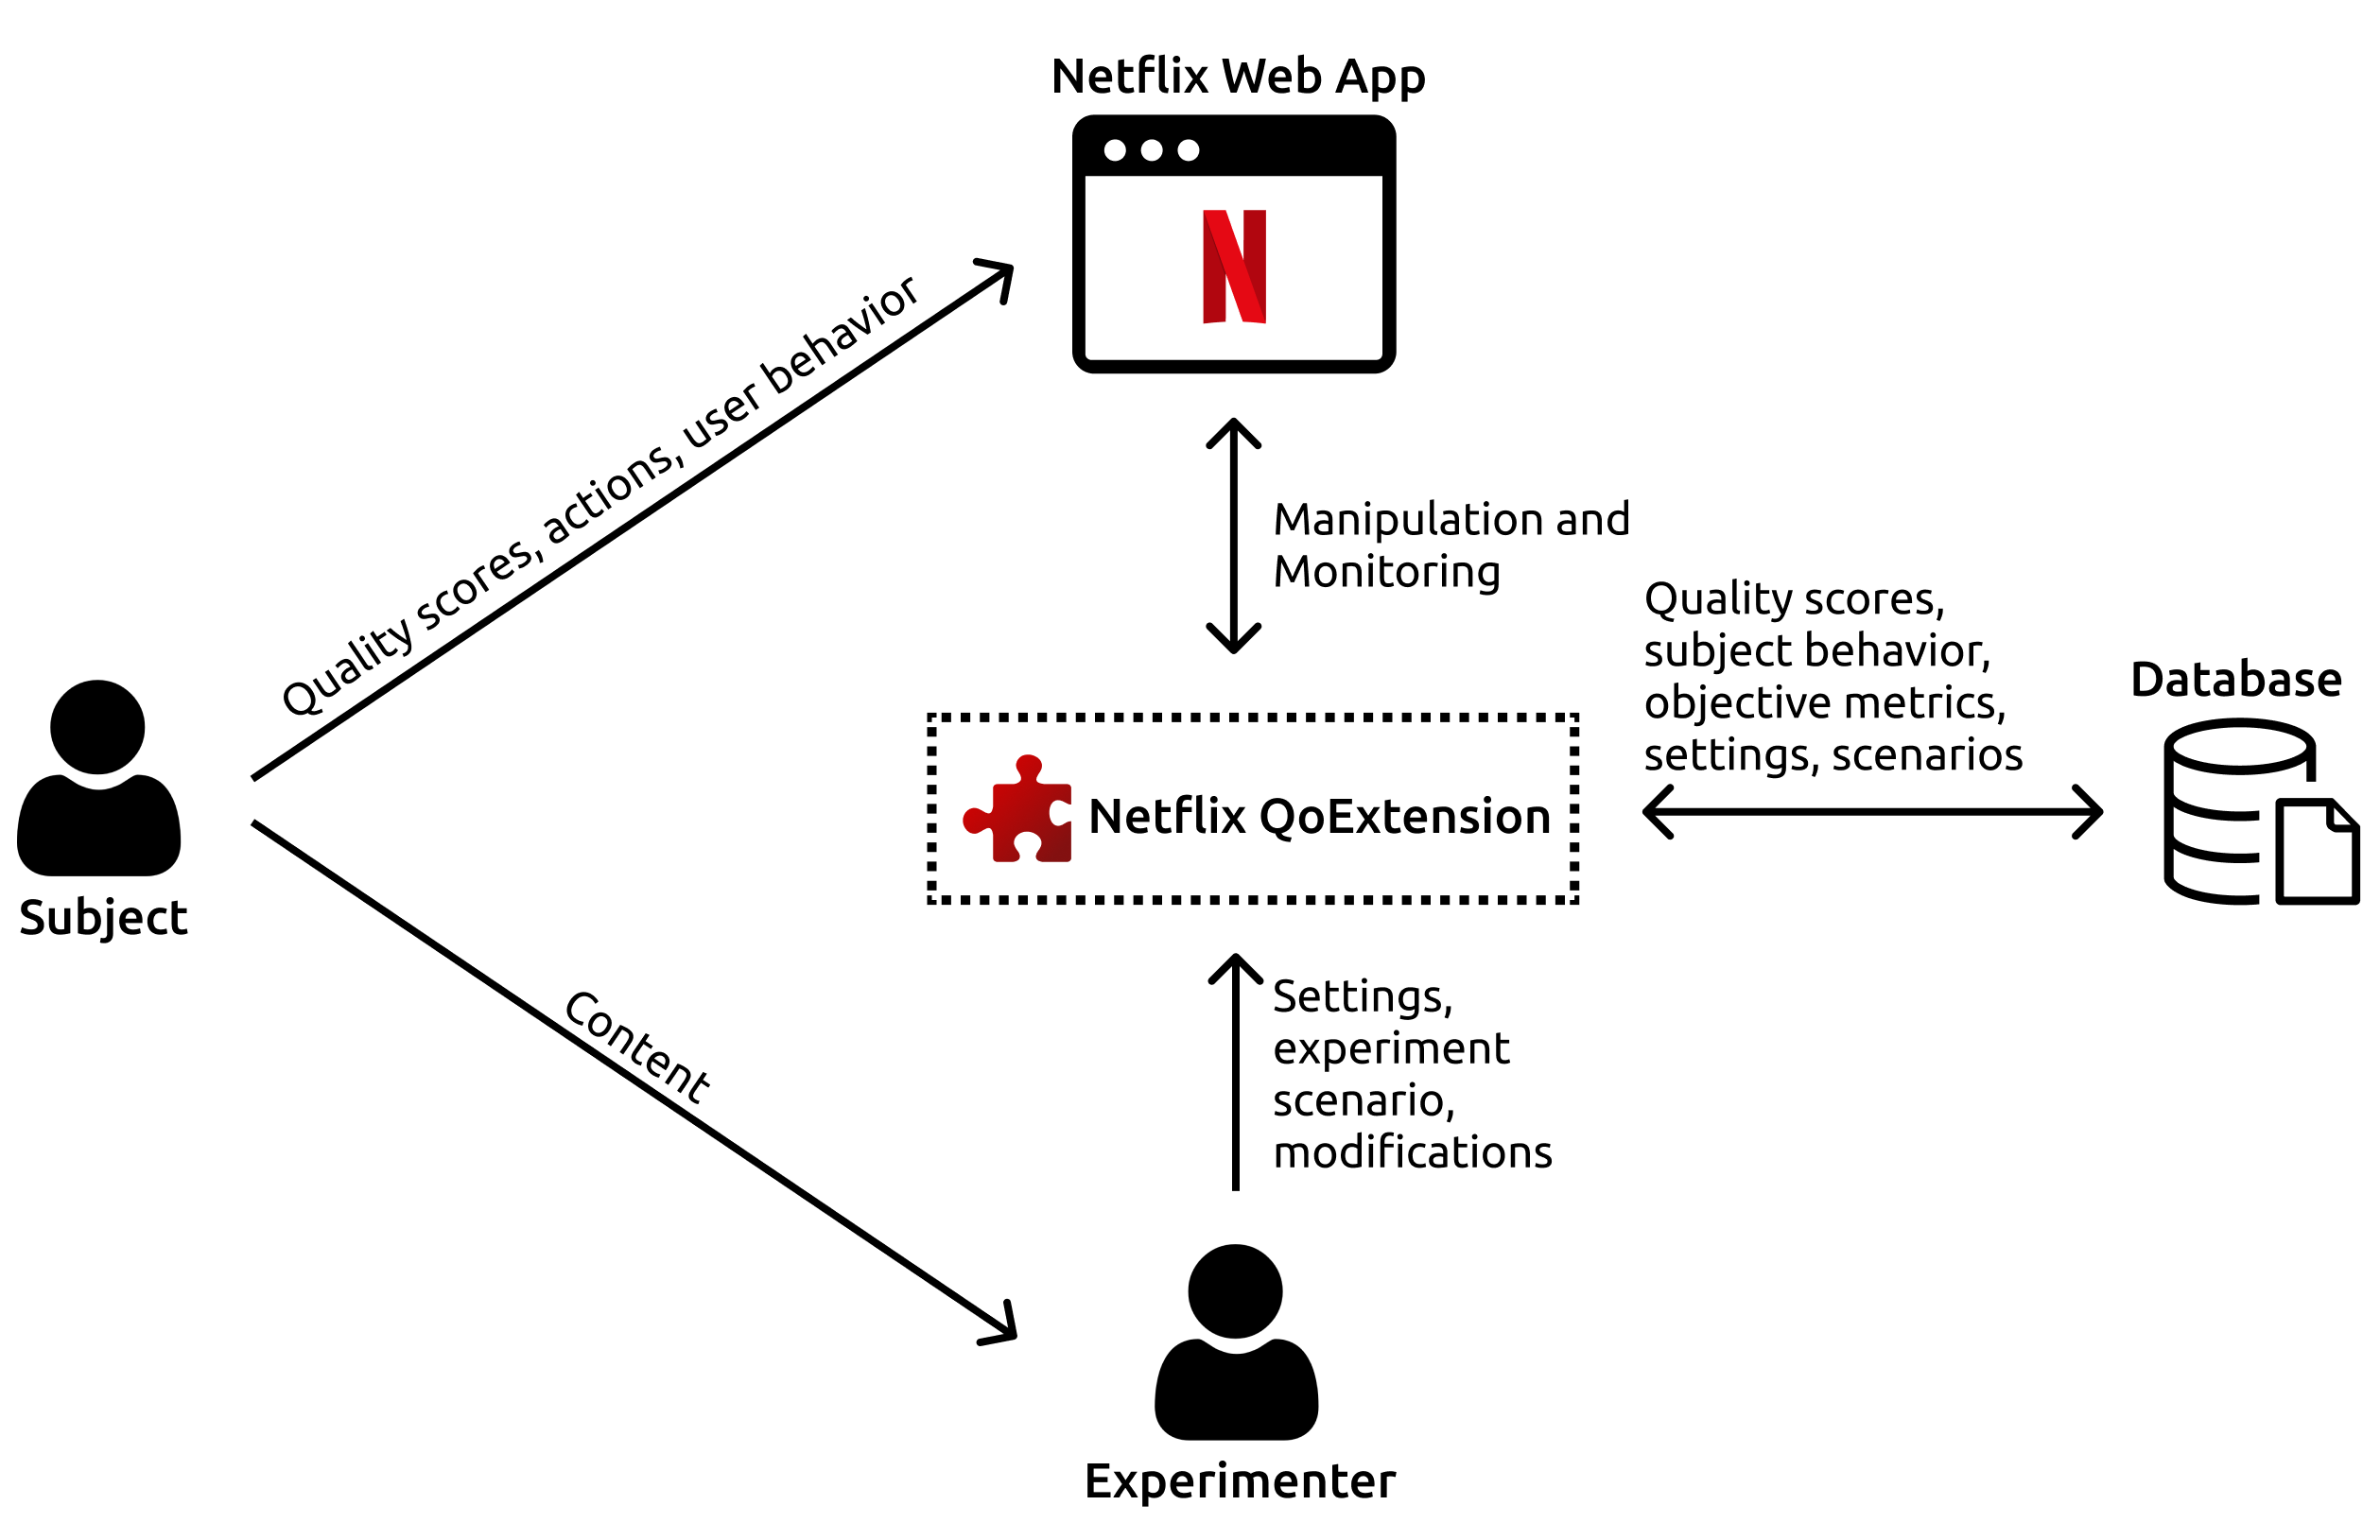 Netflix Web App
Quality scores, actions, user behavior
Manipulation and
Monitoring
Quality scores,
subject behavior,
objective metrics,
settings, scenarios
Database
Netflix QoExtension
Subject
Content
Settings,
experiment
scenario,
modifications
Experimenter